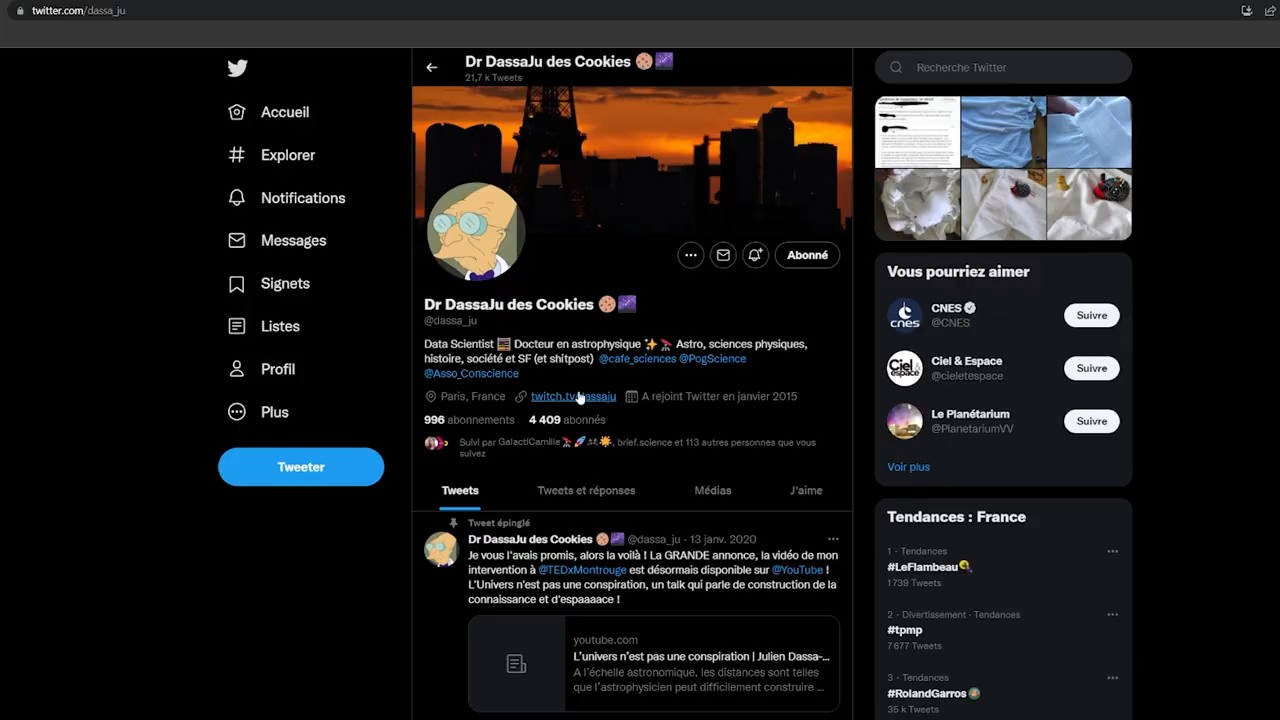 twitter.com/dassa_ju
Accueil
Explorer
Notifications
Messages
Signets
Listes
Profil
Plus
Tweeter
Dr DassaJu des Cookies
21,7 k Tweets
Abonné
Dr DassaJu des Cookies
@dassa_ju
Data Scientist 🧮 Docteur en astrophysique ✨🔭 Astro, sciences physiques,
histoire, société et SF (et shitpost) @cafe_sciences @PogScience
@Asso_Conscience
Paris, France twitch.tv/dassaju A rejoint Twitter en janvier 2015
996 abonnements 4 409 abonnés
Suivi par GalactiCamille, brief.science et 113 autres personnes que vous
suivez
Tweets Tweets et réponses Médias J'aime
Tweet épinglé
Dr DassaJu des Cookies @dassa_ju · 13 janv. 2020
Je vous l'avais promis, alors la voilà ! La GRANDE annonce, la vidéo de mon
intervention à @TEDxMontrouge est désormais disponible sur @YouTube !
L'Univers n'est pas une conspiration, un talk qui parle de construction de la
connaissance et d'espaaaace !
youtube.com
L'univers n'est pas une conspiration | Julien Dassa-...
A l'échelle astronomique, les distances sont telles
que l'astrophysicien peut difficilement construire ...
Recherche Twitter
Vous pourriez aimer
CNES
@CNES
Suivre
cnes
Ciel & Espace
@cieletespace
Suivre
Ciel & espace
Le Planétarium
@PlanetariumVV
Suivre
Voir plus
Tendances : France
1 · Tendances
#LeFlambeau
1 739 Tweets
2 · Divertissement · Tendances
#tpmp
7 677 Tweets
3 · Tendances
#RolandGarros
35 k Tweets